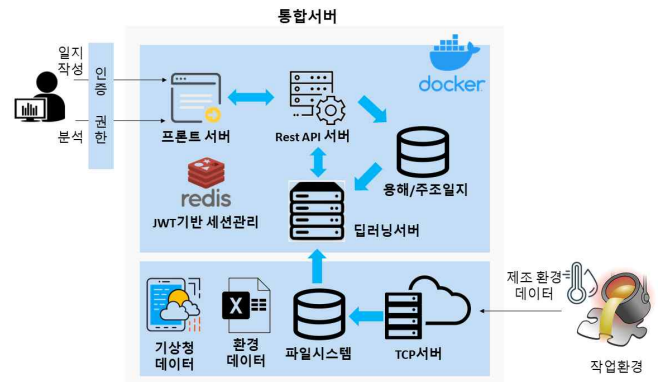 통합서버
일지
작성
인
증
권
한
분석
docker
프론트 서버
Rest API 서버
용해/주조일지
redis
JWT기반 세션관리
딥러닝서버
기상청
데이터
X
환경
데이터
파일시스템
TCP서버
제조 환경
데이터
작업환경